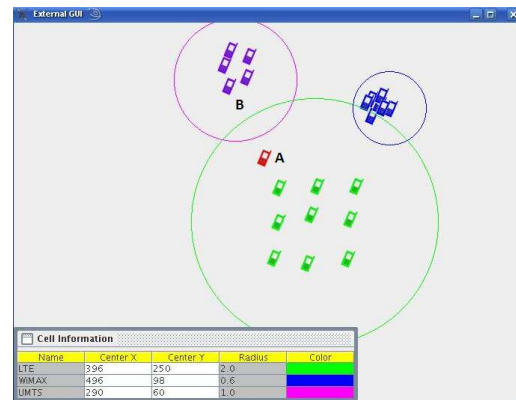 External GUI
B
A
Cell Information
Name Center X Center Y Radius Color
LTE 396 250 2.0
WiMAX 496 98 0.6
UMTS 290 60 1.0